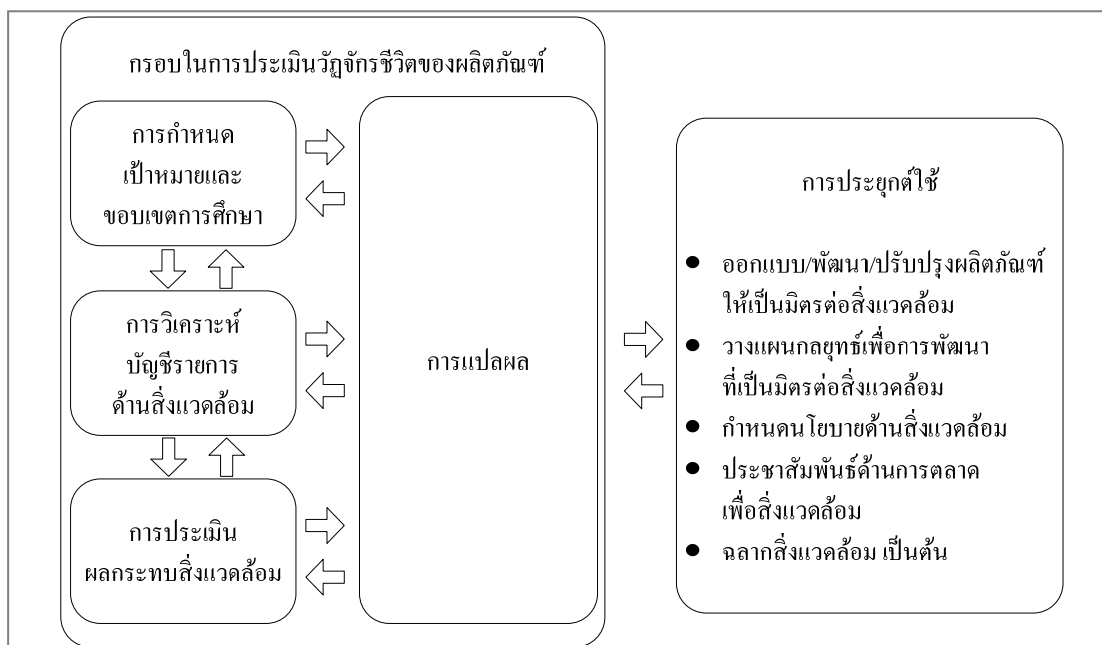 กรอบในการประเมินวัฏจักรชีวิตของผลิตภัณฑ์
การกำหนด
เป้าหมายและ
ขอบเขตการศึกษา
การวิเคราะห์
บัญชีรายการ
ด้านสิ่งแวดล้อม
การประเมิน
ผลกระทบสิ่งแวดล้อม
การแปลผล
การประยุกต์ใช้
● ออกแบบ/พัฒนา/ปรับปรุงผลิตภัณฑ์
ให้เป็นมิตรต่อสิ่งแวดล้อม
● วางแผนกลยุทธ์เพื่อการพัฒนา
ที่เป็นมิตรต่อสิ่งแวดล้อม
● กำหนดนโยบายด้านสิ่งแวดล้อม
● ประชาสัมพันธ์ด้านการตลาด
เพื่อสิ่งแวดล้อม
● ฉลากสิ่งแวดล้อม เป็นต้น